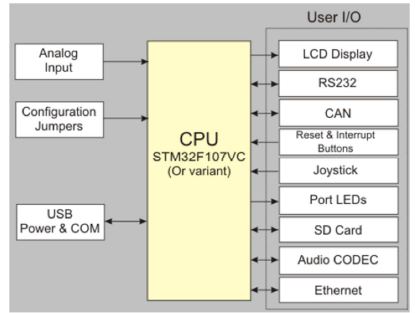 User I/O
Analog
Input
Configuration
Jumpers
USB
Power & COM
CPU
STM32F107VC
(Or variant)
LCD Display
RS232
CAN
Reset & Interrupt
Buttons
Joystick
Port LEDs
SD Card
Audio CODEC
Ethernet